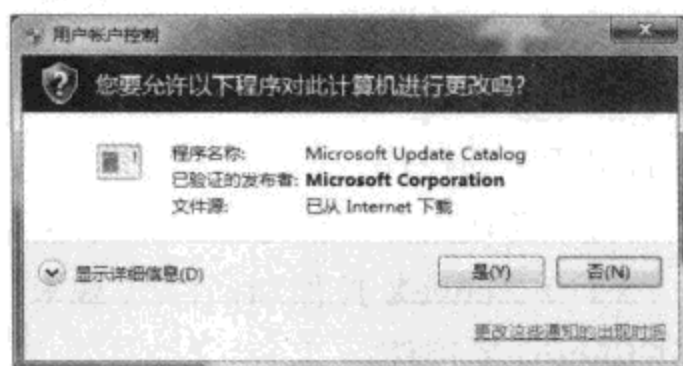 用户帐户控制
您要允许以下程序对此计算机进行更改吗?
程序名称: Microsoft Update Catalog
已验证的发布者: Microsoft Corporation
文件源: 已从 Internet 下载
显示详细信息(D)
是(Y) 否(N)
更改这些通知的出现时间